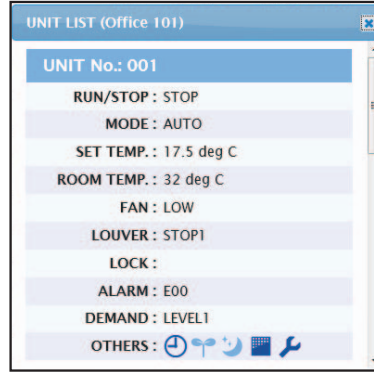 UNIT LIST (Office 101)
UNIT No.: 001
RUN/STOP : STOP
MODE : AUTO
SET TEMP. : 17.5 deg C
ROOM TEMP. : 32 deg C
FAN : LOW
LOUVER : STOP1
LOCK :
ALARM : E00
DEMAND : LEVEL1
OTHERS :